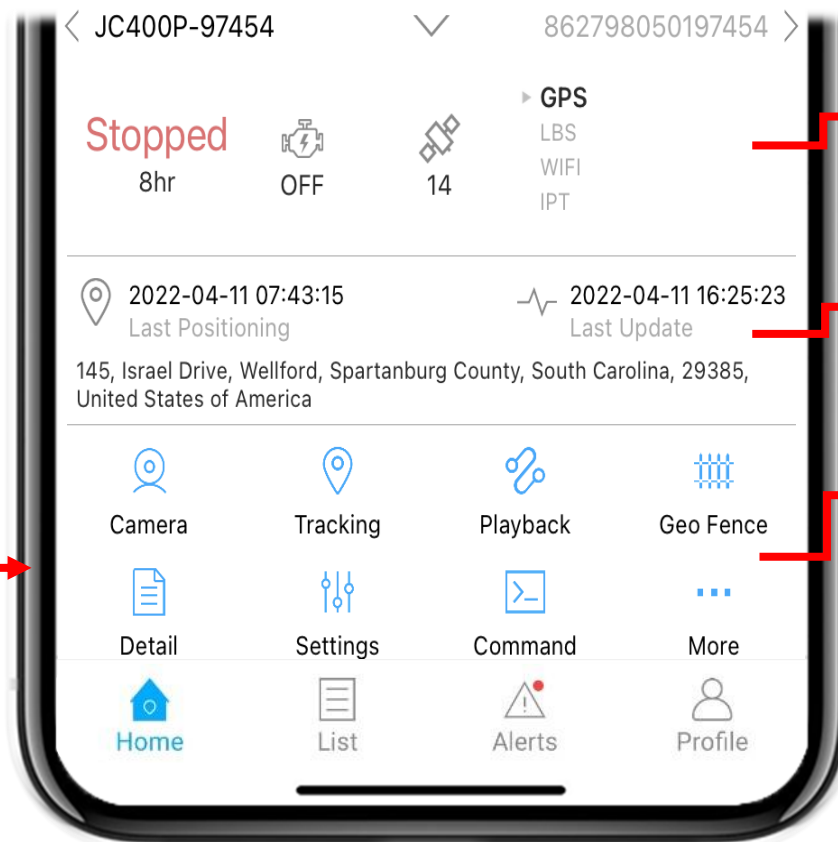 JC400P-97454
862798050197454
Stopped
8hr
OFF
14
GPS
LBS
WIFI
IPT
2022-04-11 07:43:15
Last Positioning
2022-04-11 16:25:23
Last Update
145, Israel Drive, Wellford, Spartanburg County, South Carolina, 29385,
United States of America
Camera
Tracking
Playback
Geo Fence
Detail
Settings
Command
More
Home
List
Alerts
Profile